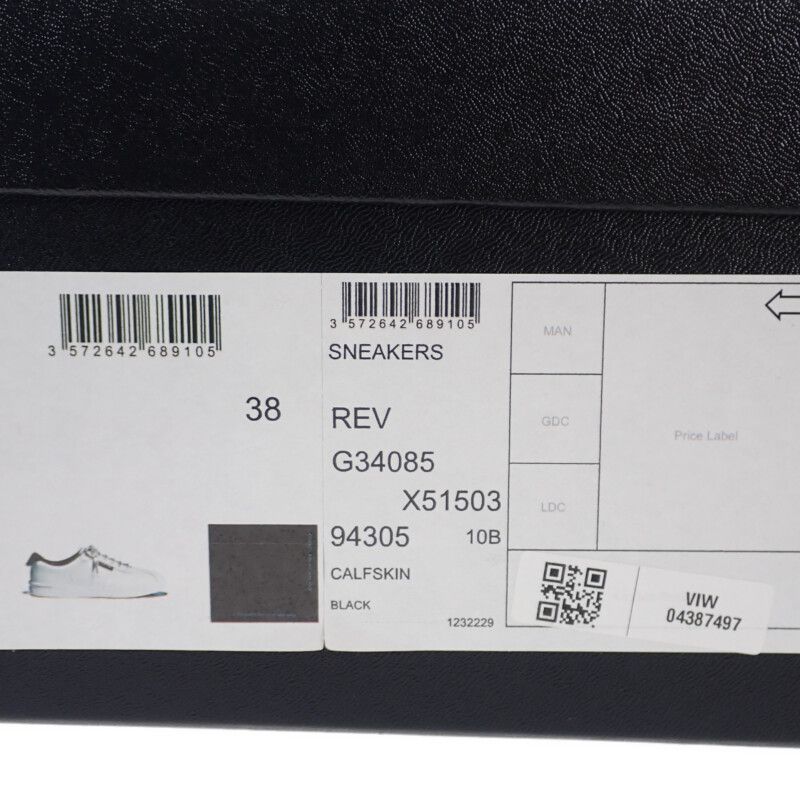 3 572642 689105
38
3 572642 689105
SNEAKERS
REV
G34085
X51503
94305 10B
CALFSKIN
BLACK
1232229
MAN
GDC
LDC
Price Label
VIW
04387497